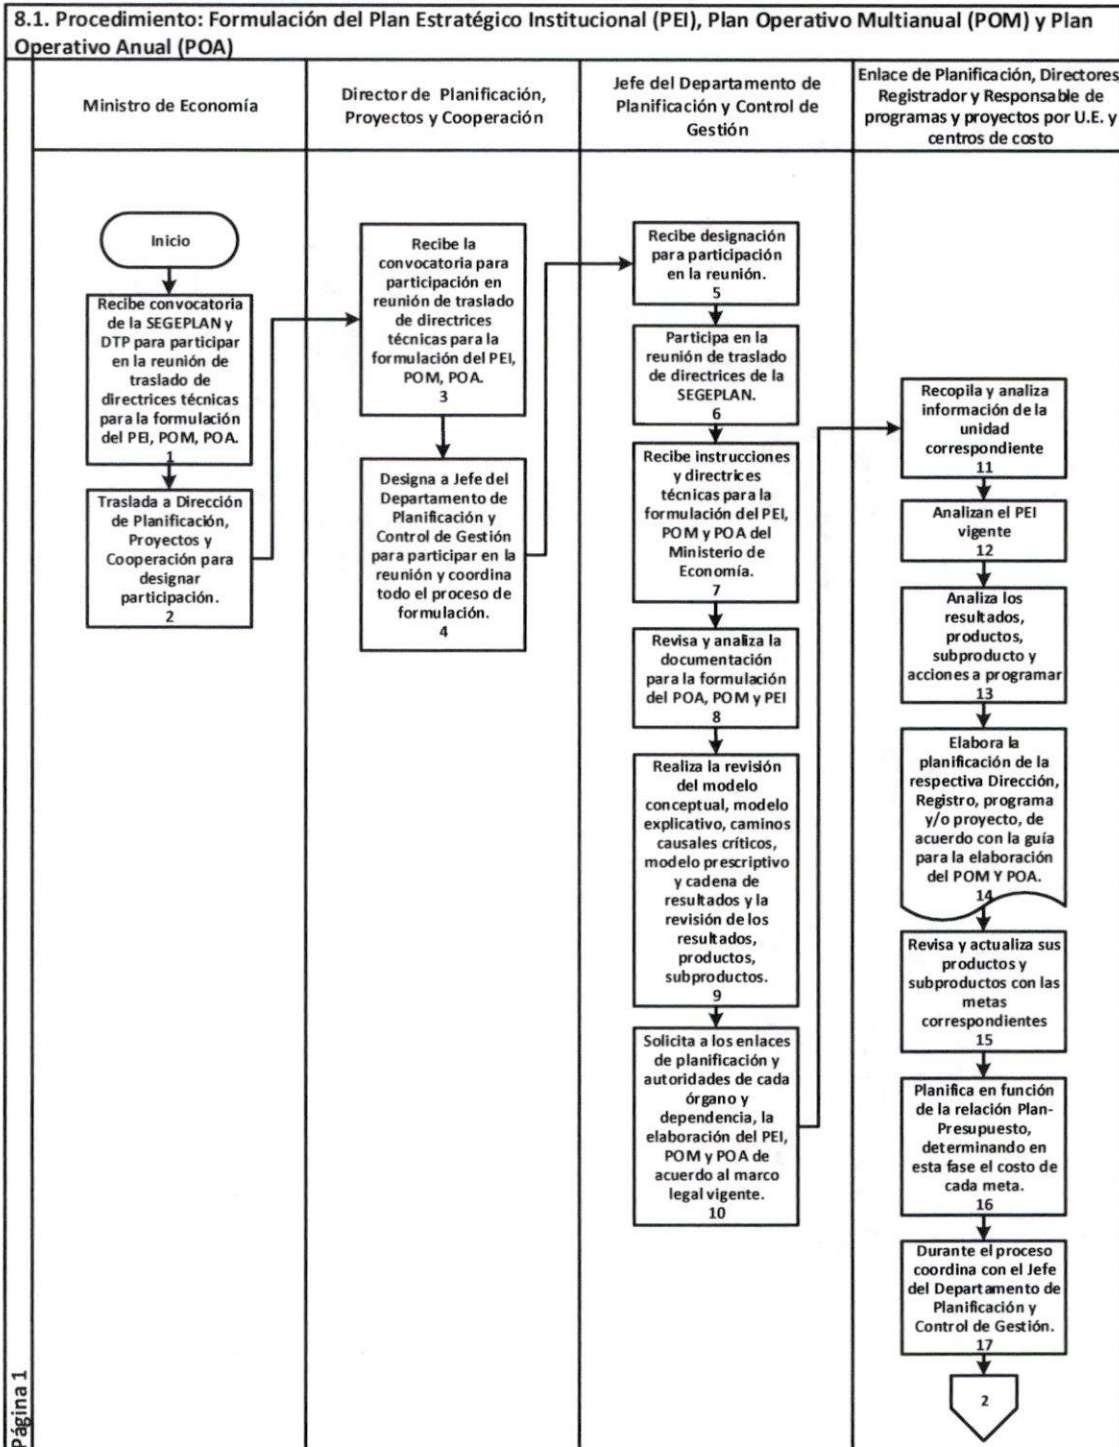 8.1. Procedimiento: Formulación del Plan Estratégico Institucional (PEI), Plan Operativo Multianual (POM) y Plan
Operativo Anual (POA)
Ministro de Economía
Director de Planificación,
Proyectos y Cooperación
Jefe del Departamento de
Planificación y Control de
Gestión
Enlace de Planificación, Directores
Registrador y Responsable de
programas y proyectos por U.E. y
centros de costo
Inicio
Recibe convocatoria
de la SEGEPLAN y
DTP para participar
en la reunión de
traslado de
directrices técnicas
para la formulación
del PEI, POM, POA.
1
Traslada a Dirección
de Planificación,
Proyectos y
Cooperación para
designar
participación.
2
Recibe la
convocatoria para
participación en
reunión de traslado
de directrices
técnicas para la
formulación del PEI,
POM, POA.
3
Designa a Jefe del
Departamento de
Planificación y
Control de Gestión
para participar en la
reunión y coordina
todo el proceso de
formulación.
4
Recibe designación
para participación
en la reunión.
5
Participa en la
reunión de traslado
de directrices de la
SEGEPLAN.
6
Recibe instrucciones
y directrices
técnicas para la
formulación del PEI,
POM y POA del
Ministerio de
Economía.
7
Revisa y analiza la
documentación
para la formulación
del POA, POM y PEI
8
Realiza la revisión
del modelo
conceptual, modelo
explicativo, caminos
causales críticos,
modelo prescriptivo
y cadena de
resultados y la
revisión de los
resultados,
productos,
subproductos.
9
Solicita a los enlaces
de planificación y
autoridades de cada
órgano y
dependencia, la
elaboración del PEI,
POM y POA de
acuerdo al marco
legal vigente.
10
Recopila y analiza
información de la
unidad
correspondiente
11
Analizan el PEI
vigente
12
Analiza los
resultados,
productos,
subproducto y
acciones a programar
13
Elabora la
planificación de la
respectiva Dirección,
Registro, programa
y/o proyecto, de
acuerdo con la guía
para la elaboración
del POM Y POA.
14
Revisa y actualiza sus
productos y
subproductos con las
metas
correspondientes
15
Planifica en función
de la relación Plan-
Presupuesto,
determinando en
esta fase el costo de
cada meta.
16
Durante el proceso
coordina con el Jefe
del Departamento de
Planificación y
Control de Gestión.
17
2
Página 1